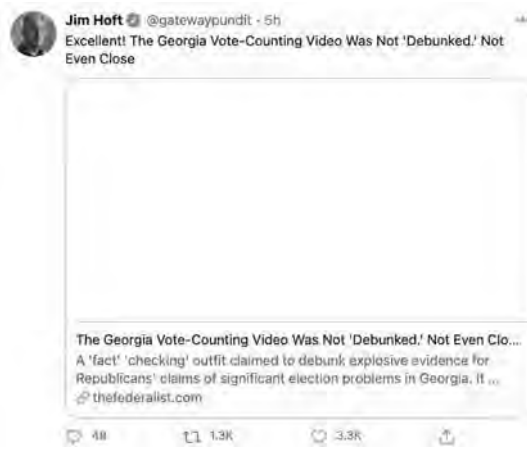 Jim Hoft @gatewaypundit · 5h
Excellent! The Georgia Vote-Counting Video Was Not 'Debunked.' Not
Even Close
The Georgia Vote-Counting Video Was Not 'Debunked.' Not Even Clo...
A 'fact' 'checking' outfit claimed to debunk explosive evidence for
Republicans' claims of significant election problems in Georgia. It ...
thefederalist.com
48 1.3K 3.3K